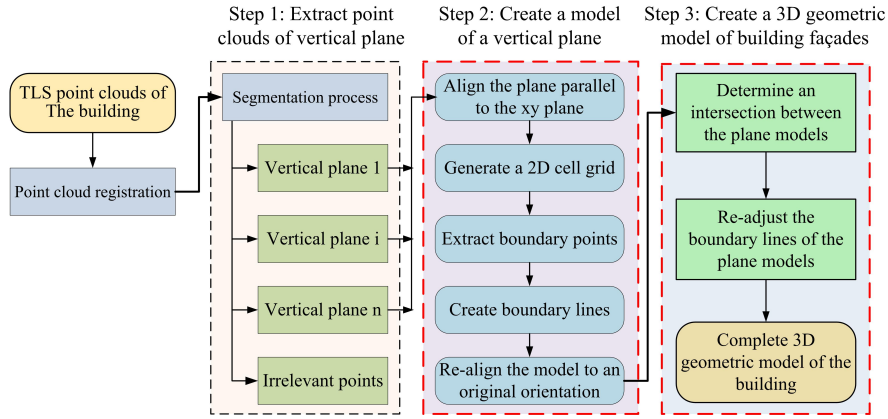 Step 1: Extract point
clouds of vertical plane
Step 2: Create a model
of a vertical plane
Step 3: Create a 3D geometric
model of building façades
TLS point clouds of
The building
Point cloud registration
Segmentation process
Vertical plane 1
Vertical plane i
Vertical plane n
Irrelevant points
Align the plane parallel
to the xy plane
Generate a 2D cell grid
Extract boundary points
Create boundary lines
Re-align the model to an
original orientation
Determine an
intersection between
the plane models
Re-adjust the
boundary lines of the
plane models
Complete 3D
geometric model of the
building